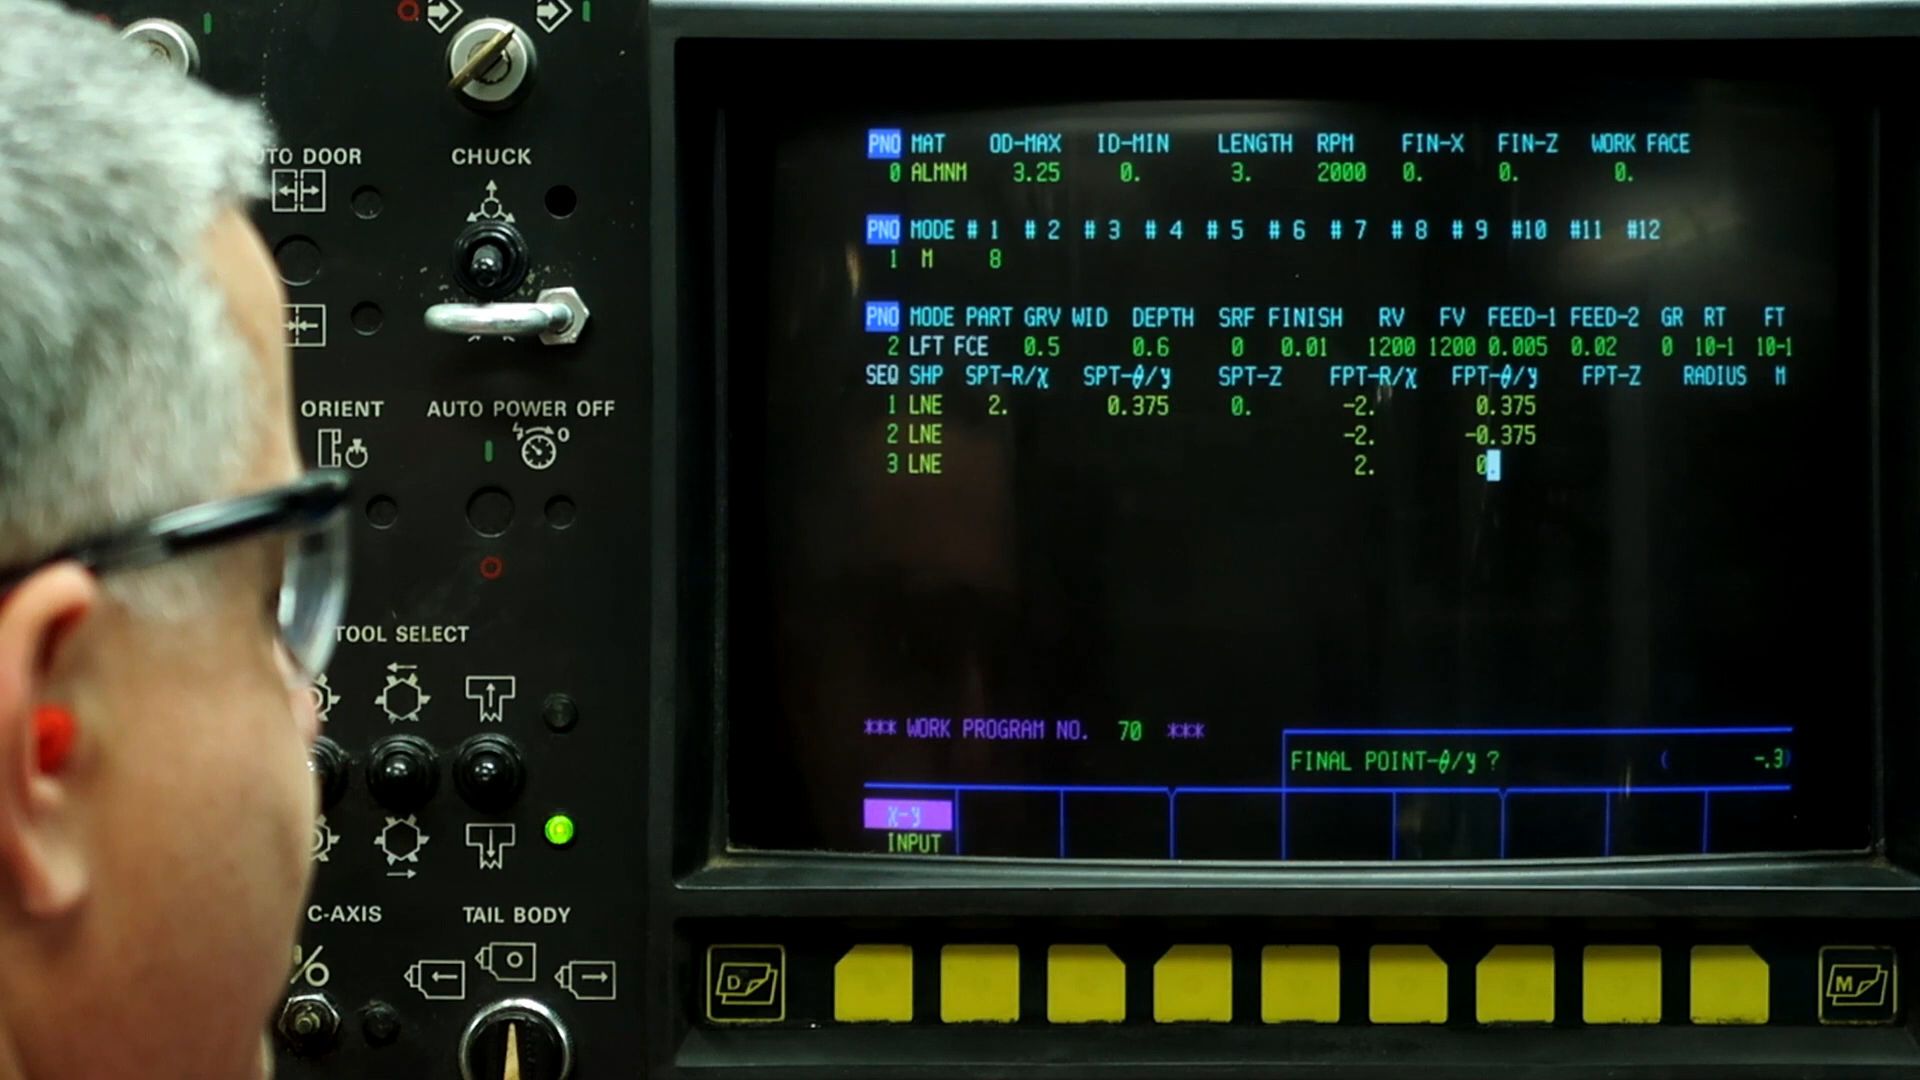 UTO DOOR
CHUCK
ORIENT
AUTO POWER OFF
O
TOOL SELECT
C-AXIS
TAIL BODY
PNO MAT OD-MAX ID-MIN LENGTH RPM FIN-X FIN-Z WORK FACE
0 ALMNM 3.25 0. 3. 2000 0. 0. 0.
PNO MODE # 1 # 2 # 3 # 4 # 5 # 6 # 7 # 8 # 9 #10 #11 #12
1 M 8
PNO MODE PART GRV WID DEPTH SRF FINISH RV FV FEED-1 FEED-2 GR RT FT
2 LFT FCE 0.5 0.6 0 0.01 1200 1200 0.005 0.02 0 10-1 10-1
SEQ SHP SPT-R/x SPT-θ/y SPT-Z FPT-R/x FPT-θ/y FPT-Z RADIUS M
1 LNE 2. 0.375 0. -2. 0.375
2 LNE -2. -0.375
3 LNE 2. 0.
*** WORK PROGRAM NO. 70 ***
FINAL POINT-θ/y ? ( -.3)
x-y
INPUT
D
M